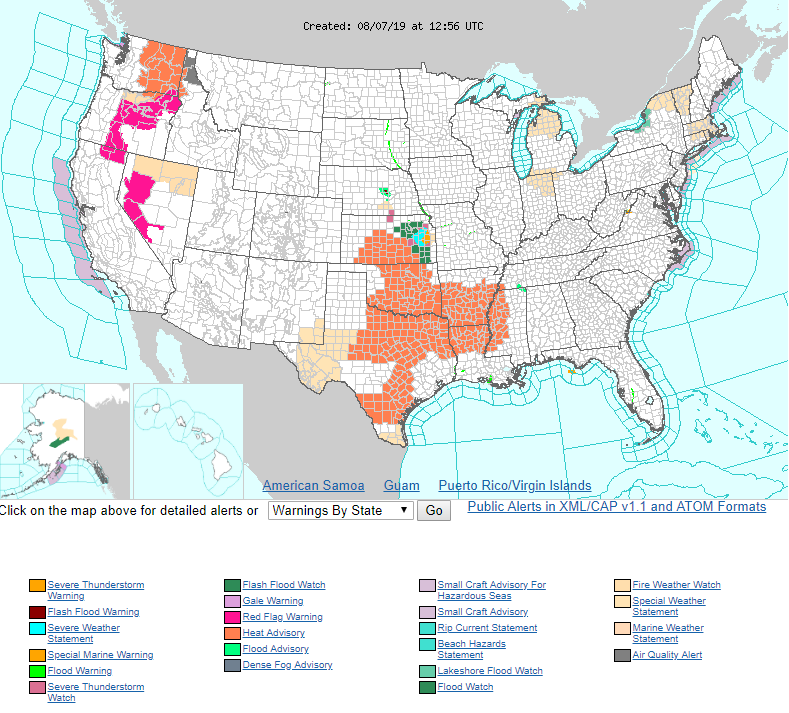 Created: 08/07/19 at 12:56 UTC
American Samoa Guam Puerto Rico/Virgin Islands
Click on the map above for detailed alerts or Warnings By State Go Public Alerts in XML/CAP v1.1 and ATOM Formats
Severe Thunderstorm
Warning
Flash Flood Warning
Severe Weather
Statement
Special Marine Warning
Flood Warning
Severe Thunderstorm
Watch
Flash Flood Watch
Gale Warning
Red Flag Warning
Heat Advisory
Flood Advisory
Dense Fog Advisory
Small Craft Advisory For
Hazardous Seas
Small Craft Advisory
Rip Current Statement
Beach Hazards
Statement
Lakeshore Flood Watch
Flood Watch
Fire Weather Watch
Special Weather
Statement
Marine Weather
Statement
Air Quality Alert